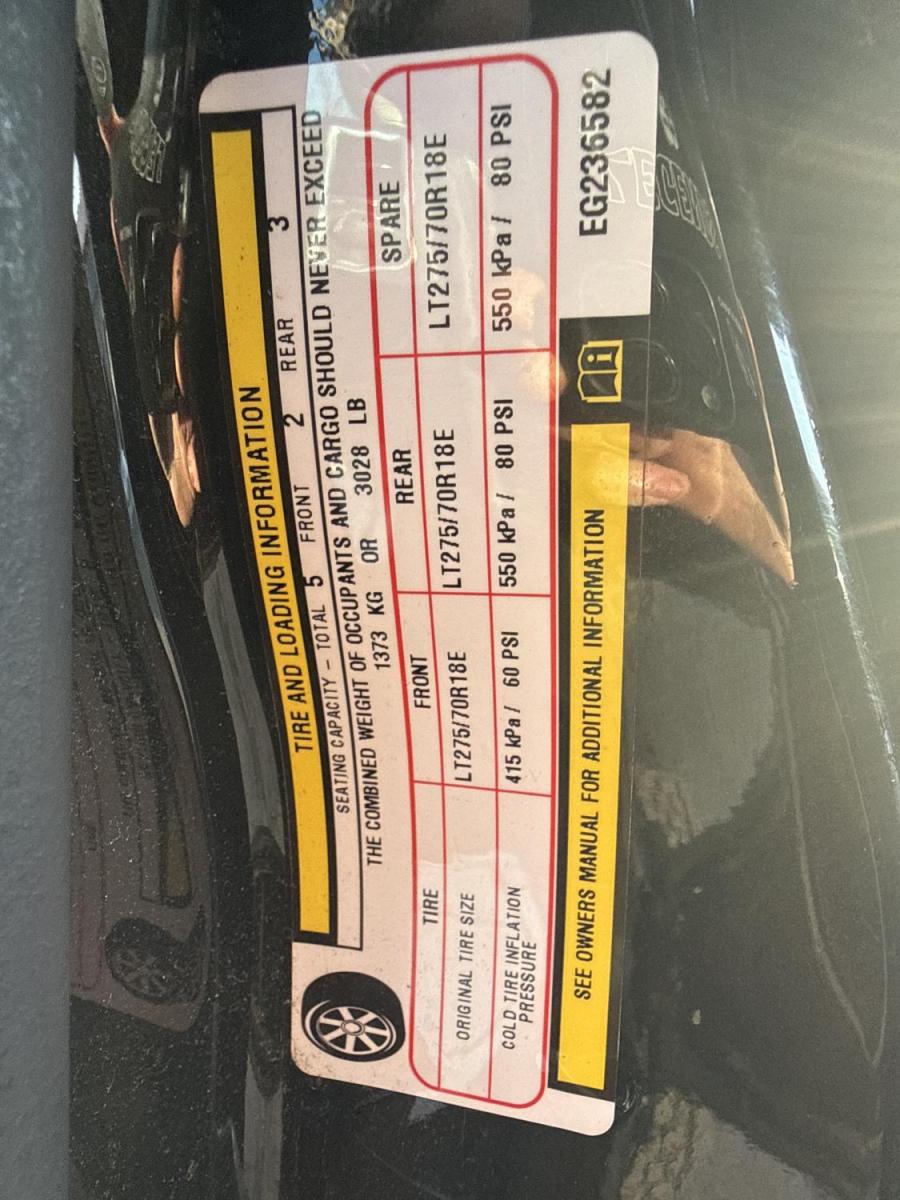 TIRE AND LOADING INFORMATION
SEATING CAPACITY - TOTAL 5 FRONT 2 REAR 3
THE COMBINED WEIGHT OF OCCUPANTS AND CARGO SHOULD NEVER EXCEED
1373 KG OR 3028 LB
TIRE FRONT REAR SPARE
ORIGINAL TIRE SIZE LT275/70R18E LT275/70R18E LT275/70R18E
COLD TIRE INFLATION PRESSURE 415 kPa / 60 PSI 550 kPa / 80 PSI 550 kPa / 80 PSI
SEE OWNERS MANUAL FOR ADDITIONAL INFORMATION
EG236582